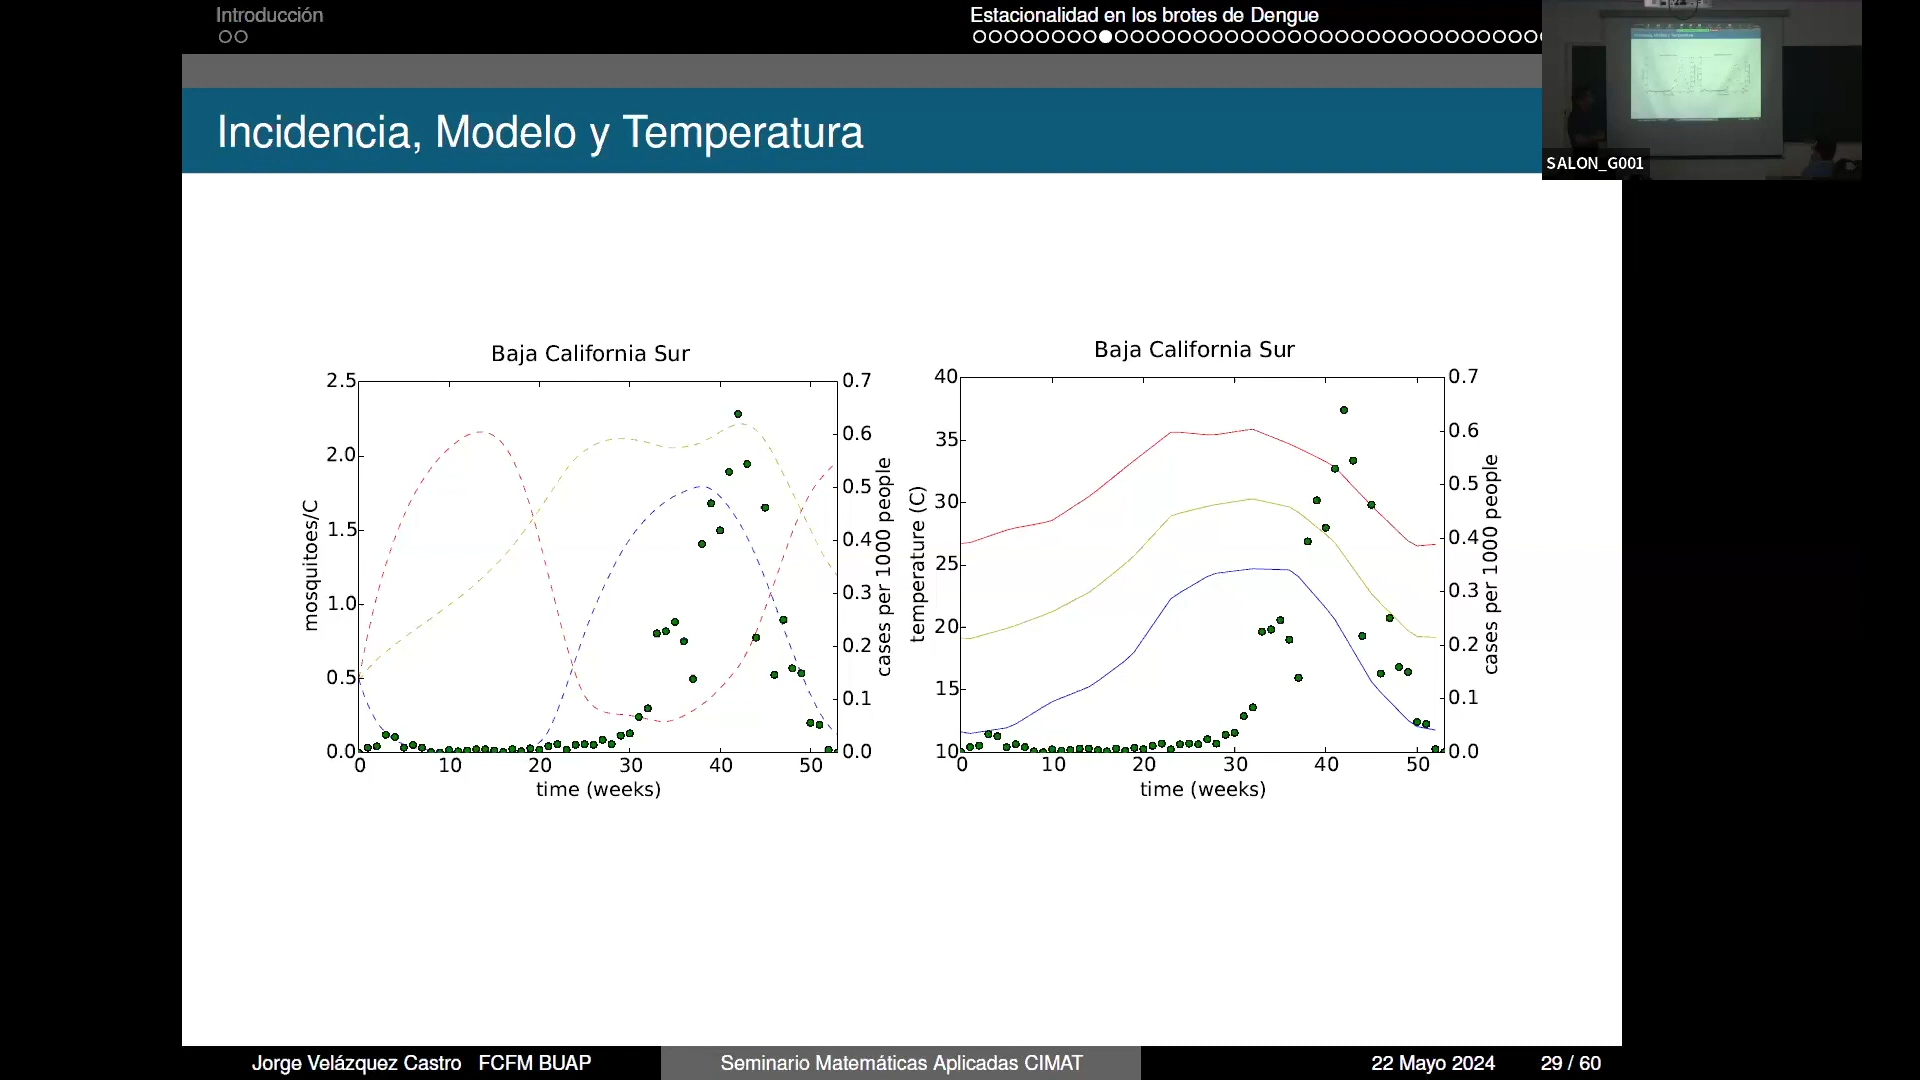 Introducción
Estacionalidad en los brotes de Dengue
Incidencia, Modelo y Temperatura
SALON_G001
Baja California Sur
2.5
2.0
1.5
1.0
0.5
0.0
mosquitoes/C
0.7
0.6
0.5
0.4
0.3
0.2
0.1
0.0
cases per 1000 people
0 10 20 30 40 50
time (weeks)
Baja California Sur
40
35
30
25
20
15
10
temperature (C)
0.7
0.6
0.5
0.4
0.3
0.2
0.1
0.0
cases per 1000 people
0 10 20 30 40 50
time (weeks)
Jorge Velázquez Castro FCFM BUAP
Seminario Matemáticas Aplicadas CIMAT
22 Mayo 2024
29 / 60